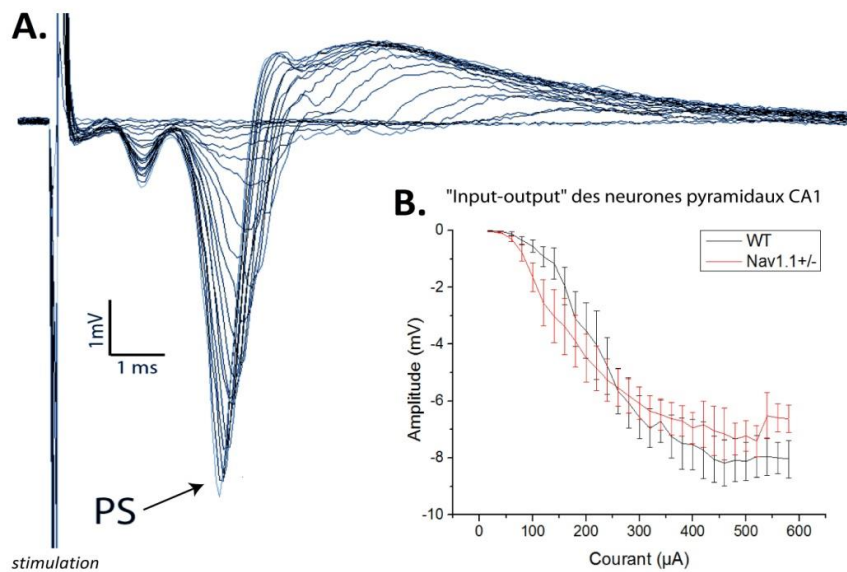 A.
1mV
1 ms
PS
stimulation
B.
"Input-output" des neurones pyramidaux CA1
WT
Nav1.1+/-
0
-2
-4
-6
-8
-10
Amplitude (mV)
0 100 200 300 400 500 600
Courant (µA)